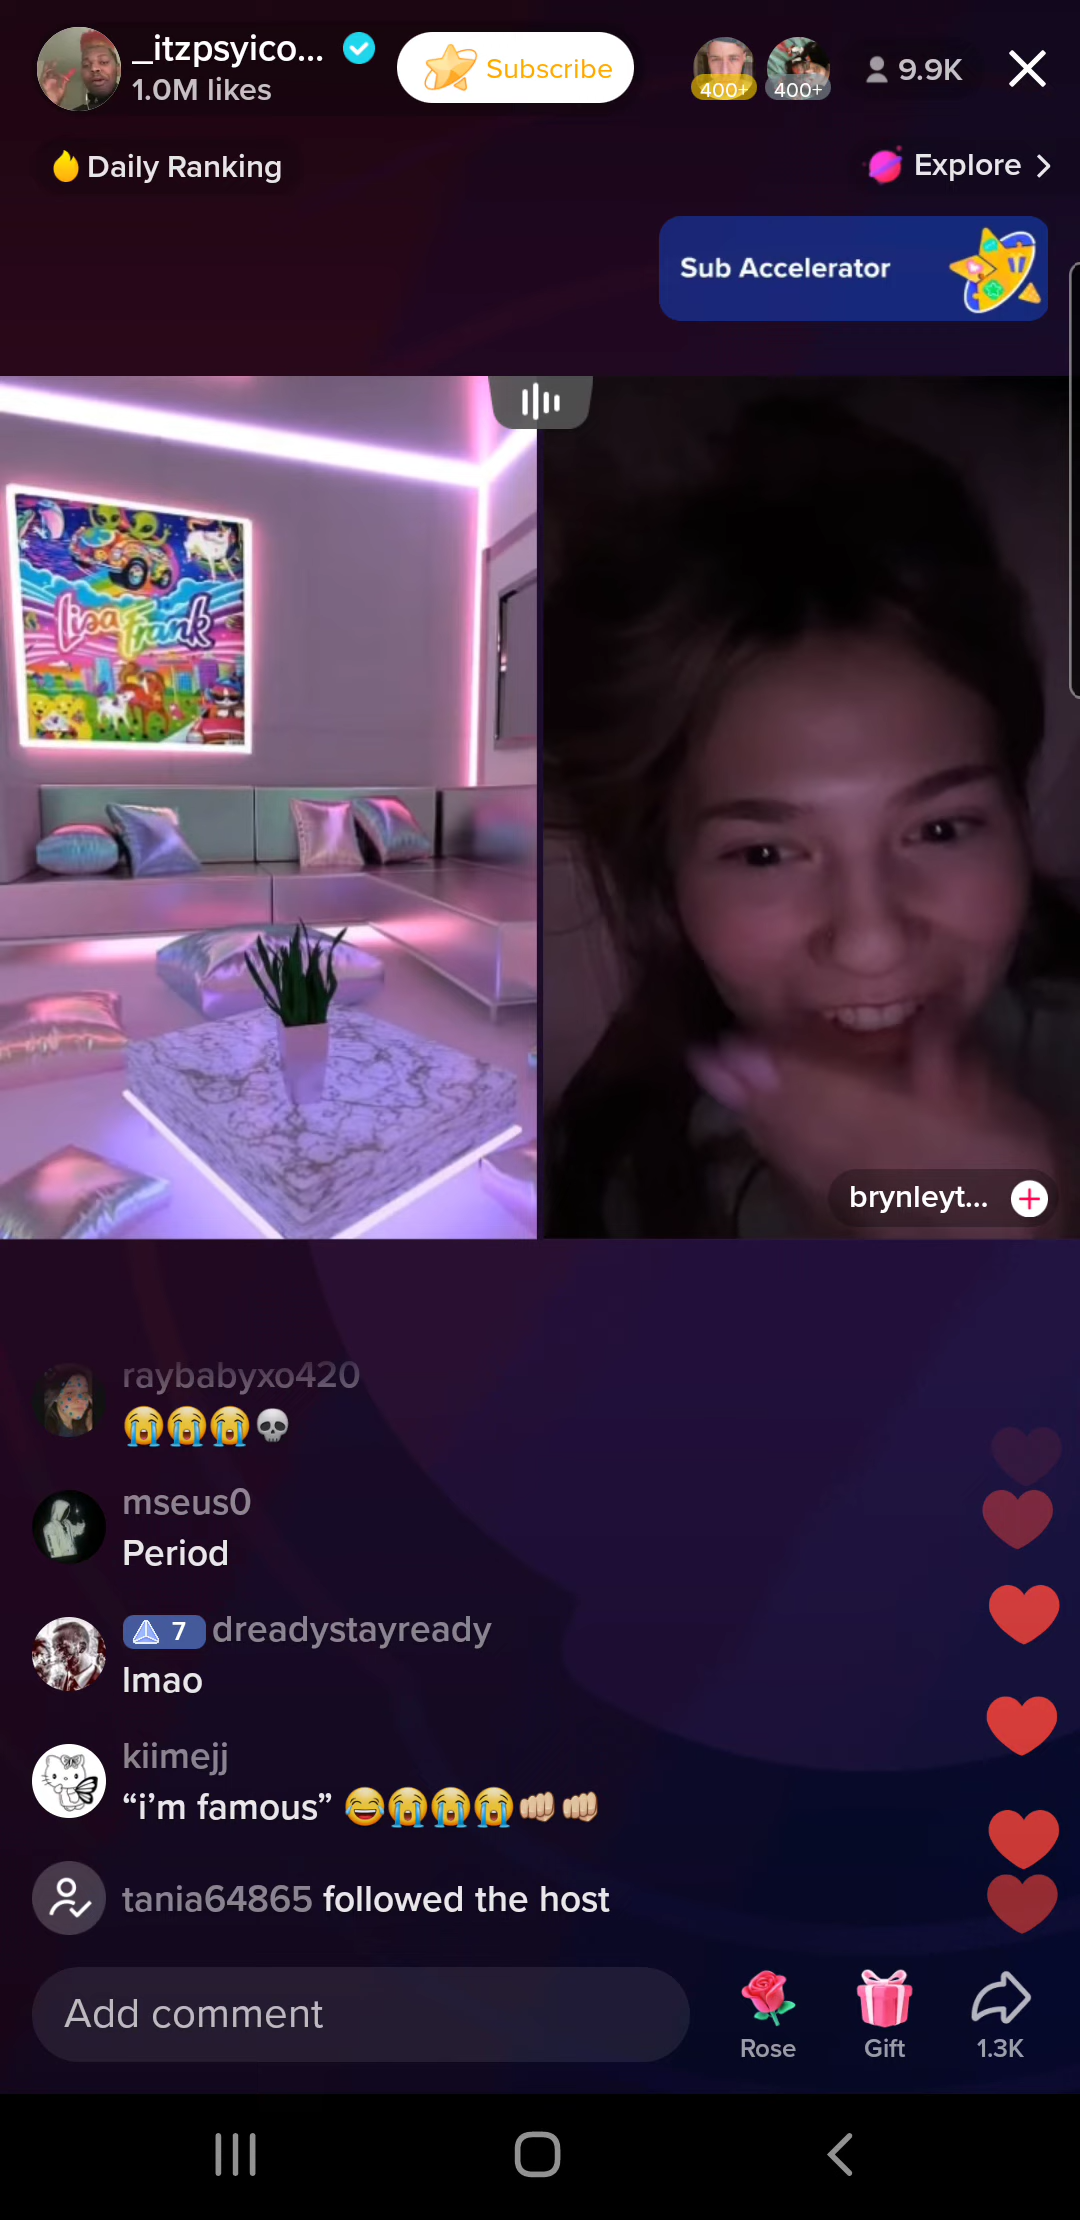 _itzpsyico...
Subscribe
400+
400+
9.9K
1.0M likes
Daily Ranking
Explore
Sub Accelerator
Lisa Frank
brynleyt...
raybabyxo420
😭😭😭💀
mseus0
Period
7 dreadystayready
lmao
kiimejj
“i’m famous” 😂😭😭😭👊🏼👊🏼
tania64865 followed the host
Add comment
Rose
Gift
1.3K